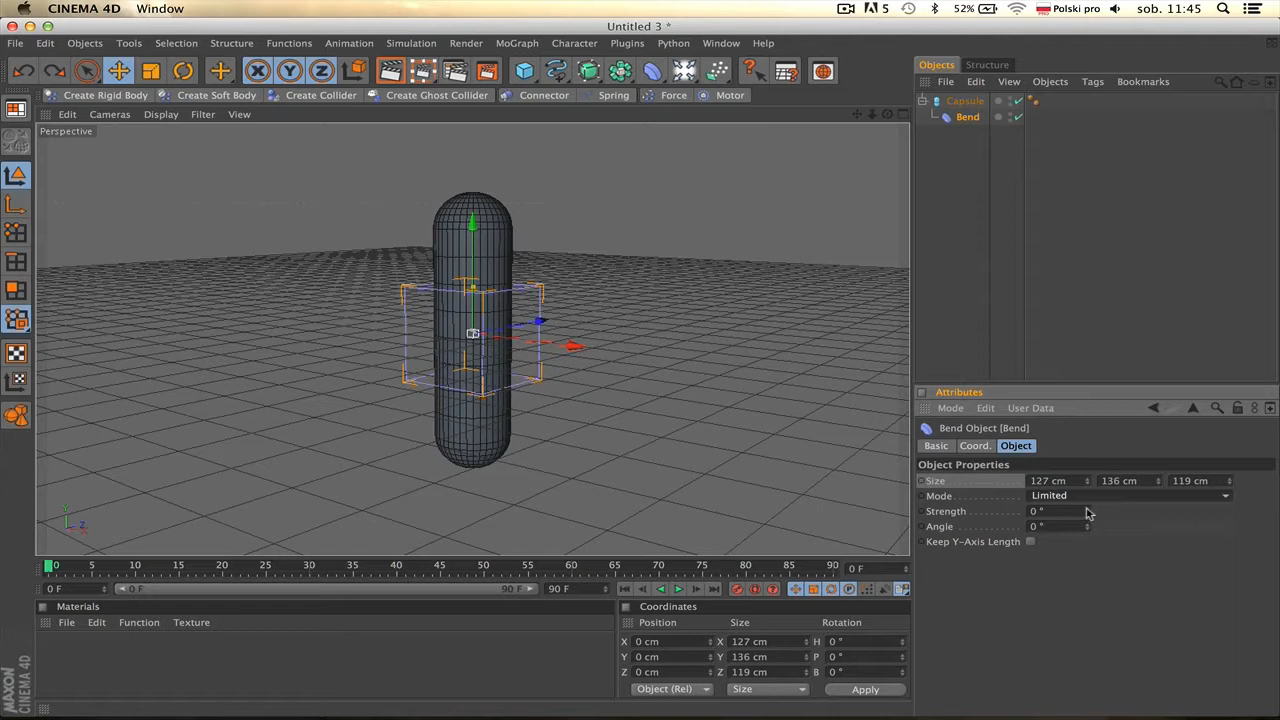 CINEMA 4D Window 5 52% Polski pro sob. 11:45
Untitled 3 *
File Edit Objects Tools Selection Structure Functions Animation Simulation Render MoGraph Character Plugins Python Window Help
Create Rigid Body Create Soft Body Create Collider Create Ghost Collider Connector Spring Force Motor
Edit Cameras Display Filter View
Perspective
X Y Z
Y
Z
0 5 10 15 20 25 30 35 40 45 50 55 60 65 70 75 80 85 90 0 F
0 F 0 F 90 F 90 F
Materials
File Edit Function Texture
Coordinates
Position Size Rotation
X 0 cm X 127 cm H 0 °
Y 0 cm Y 136 cm P 0 °
Z 0 cm Z 119 cm B 0 °
Object (Rel) Size Apply
MAXON
CINEMA 4D
Objects Structure
File Edit View Objects Tags Bookmarks
Capsule
Bend
Attributes
Mode Edit User Data
Bend Object [Bend]
Basic Coord. Object
Object Properties
Size 127 cm 136 cm 119 cm
Mode Limited
Strength 0 °
Angle 0 °
Keep Y-Axis Length